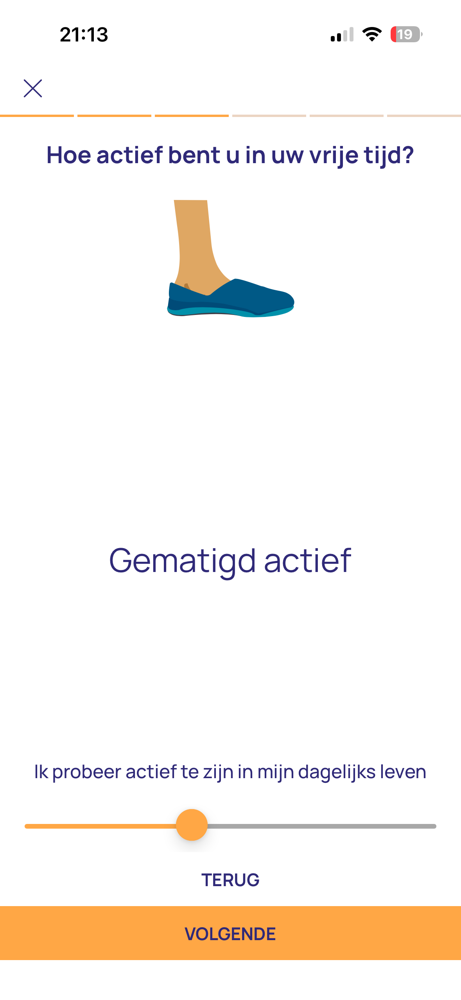 21:13
19
Hoe actief bent u in uw vrije tijd?
Gematigd actief
Ik probeer actief te zijn in mijn dagelijks leven
TERUG
VOLGENDE